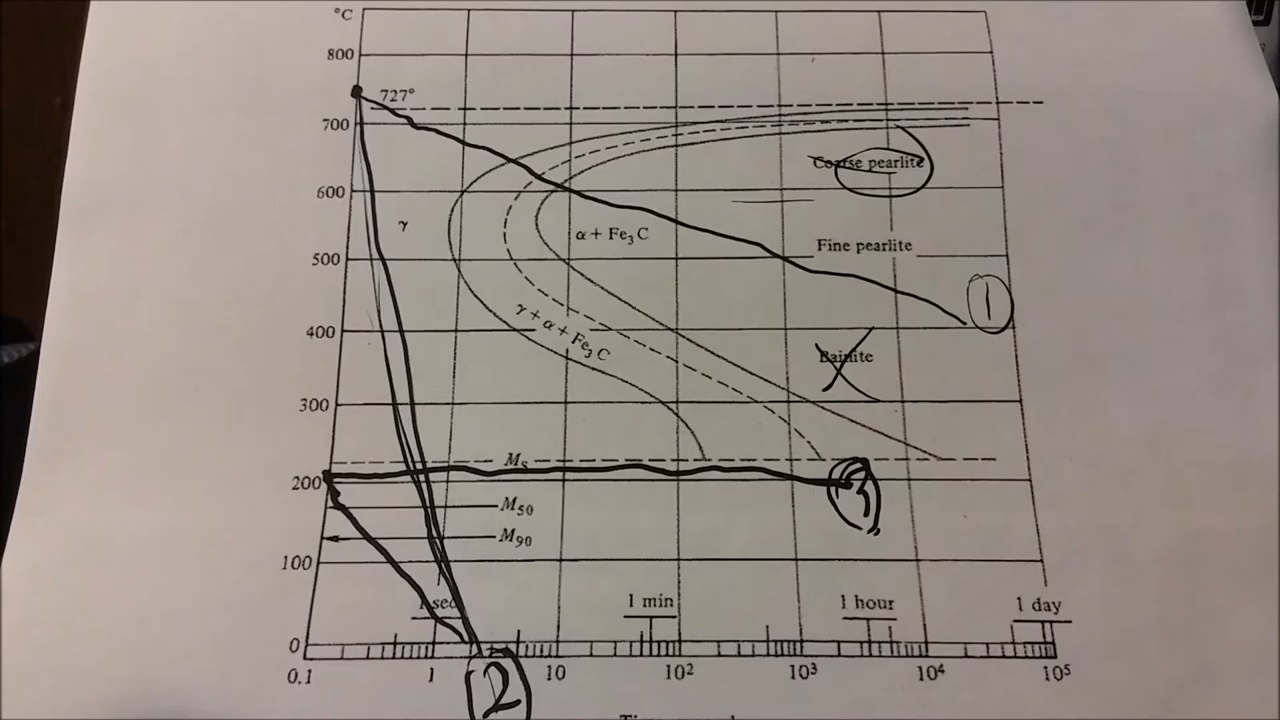 °C
800
727°
700
Coarse pearlite
600
γ
α + Fe₃C
Fine pearlite
500
1
γ + α + Fe₃C
400
Bainite
300
Mₛ
200
3
M₅₀
M₉₀
100
1 sec
1 min
1 hour
1 day
0
0.1
1
10
10²
10³
10⁴
10⁵
2